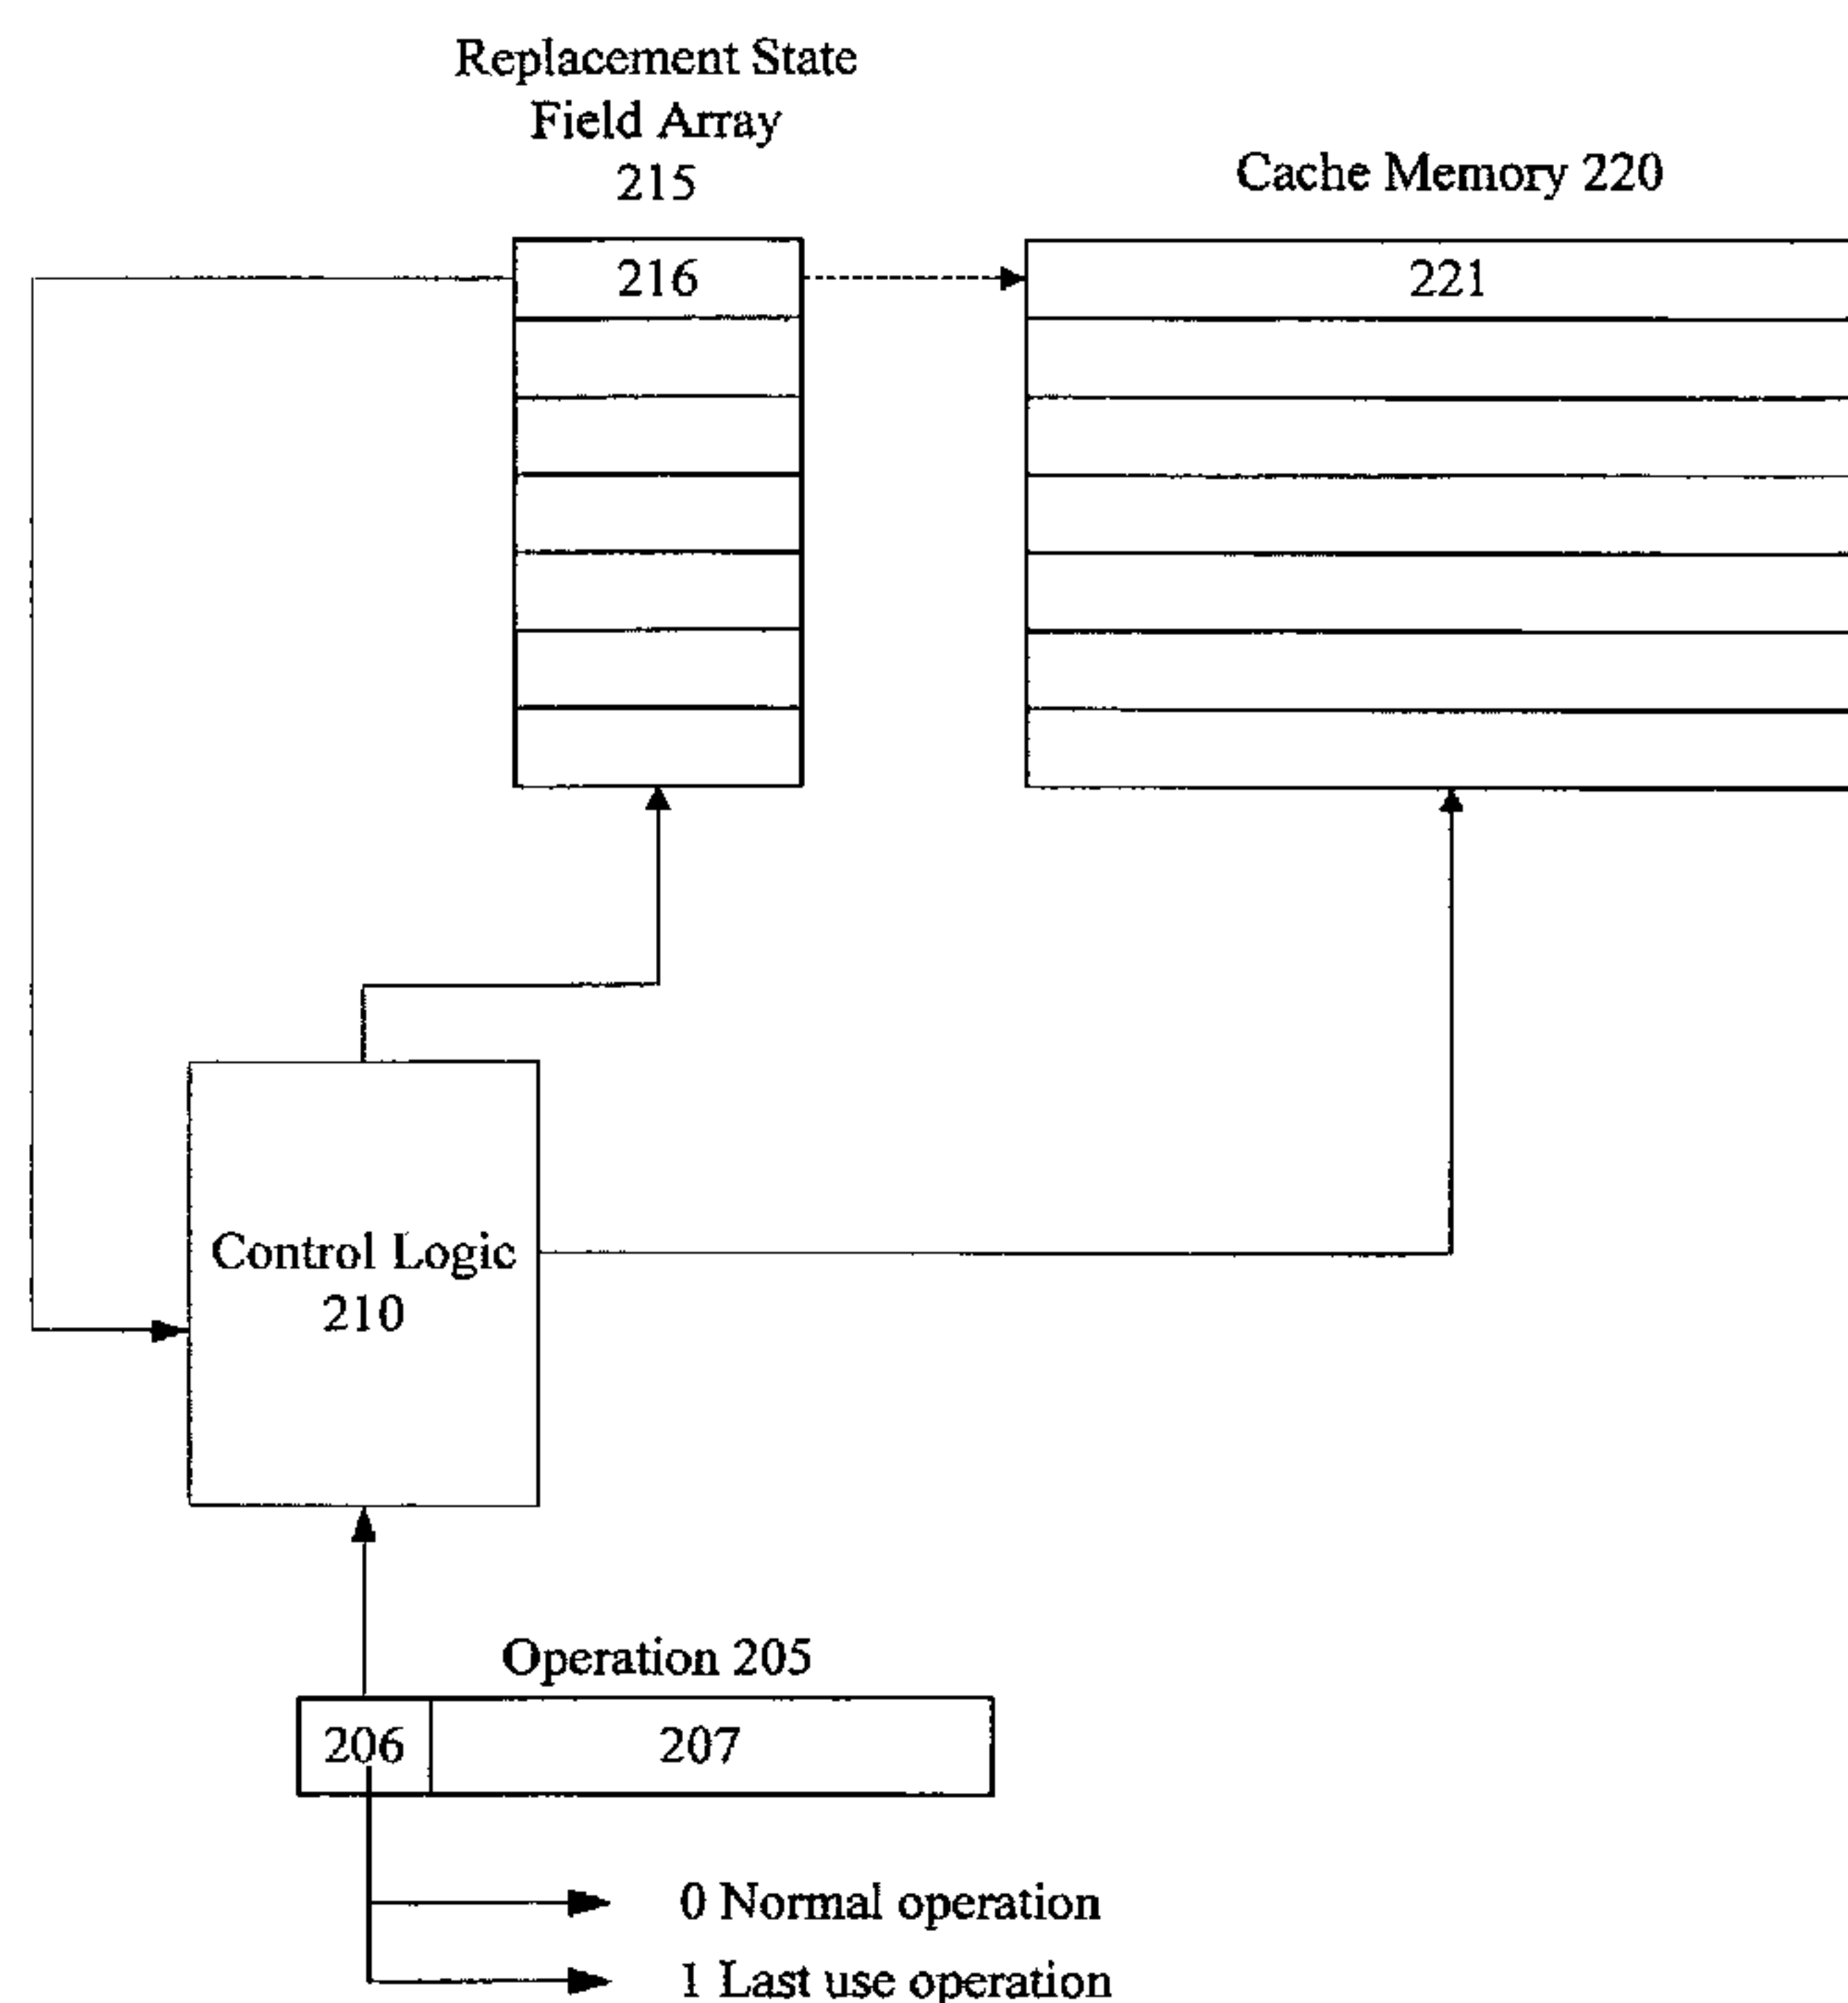 Replacement State
Field Array
215
Cache Memory 220
216
221
Control Logic
210
Operation 205
206
207
0 Normal operation
1 Last use operation